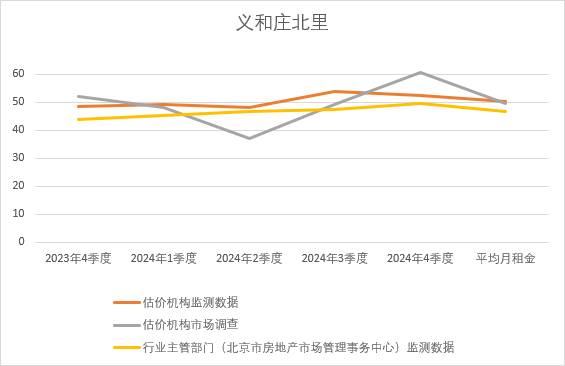 义和庄北里
60
50
40
30
20
10
0
2023年4季度 2024年1季度 2024年2季度 2024年3季度 2024年4季度 平均月租金
估价机构监测数据
估价机构市场调查
行业主管部门（北京市房地产市场管理事务中心）监测数据